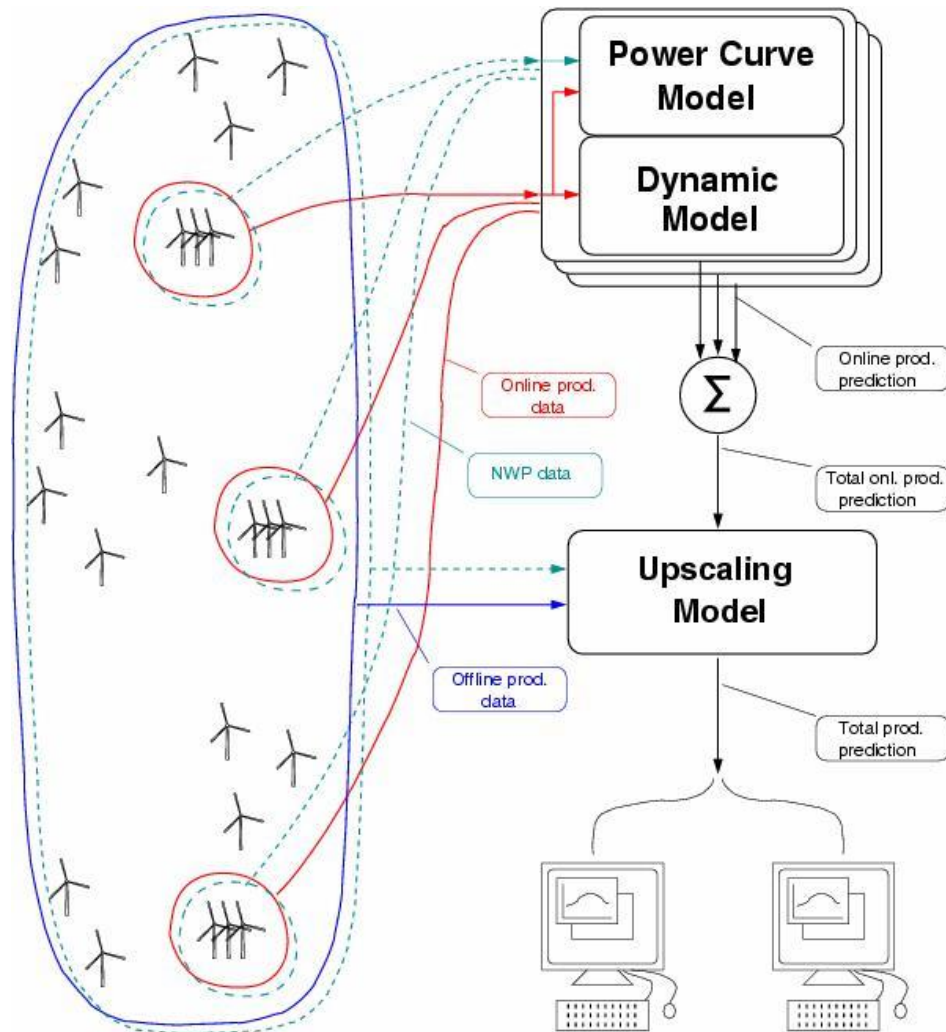 Power Curve
Model
Dynamic
Model
Online prod.
prediction
Σ
Online prod.
data
NWP data
Total onl. prod.
prediction
Upscaling
Model
Offline prod.
data
Total prod.
prediction